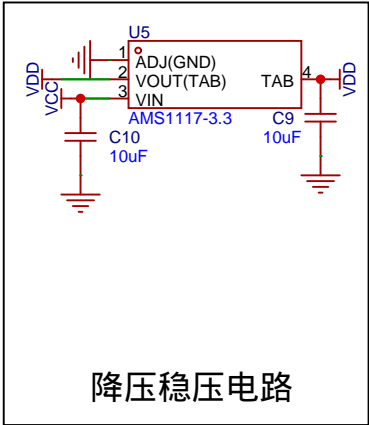 U5
1
ADJ(GND)
VDD
2
VOUT(TAB)
TAB
4
VDD
VCC
3
VIN
AMS1117-3.3
C10
10uF
C9
10uF
降压稳压电路